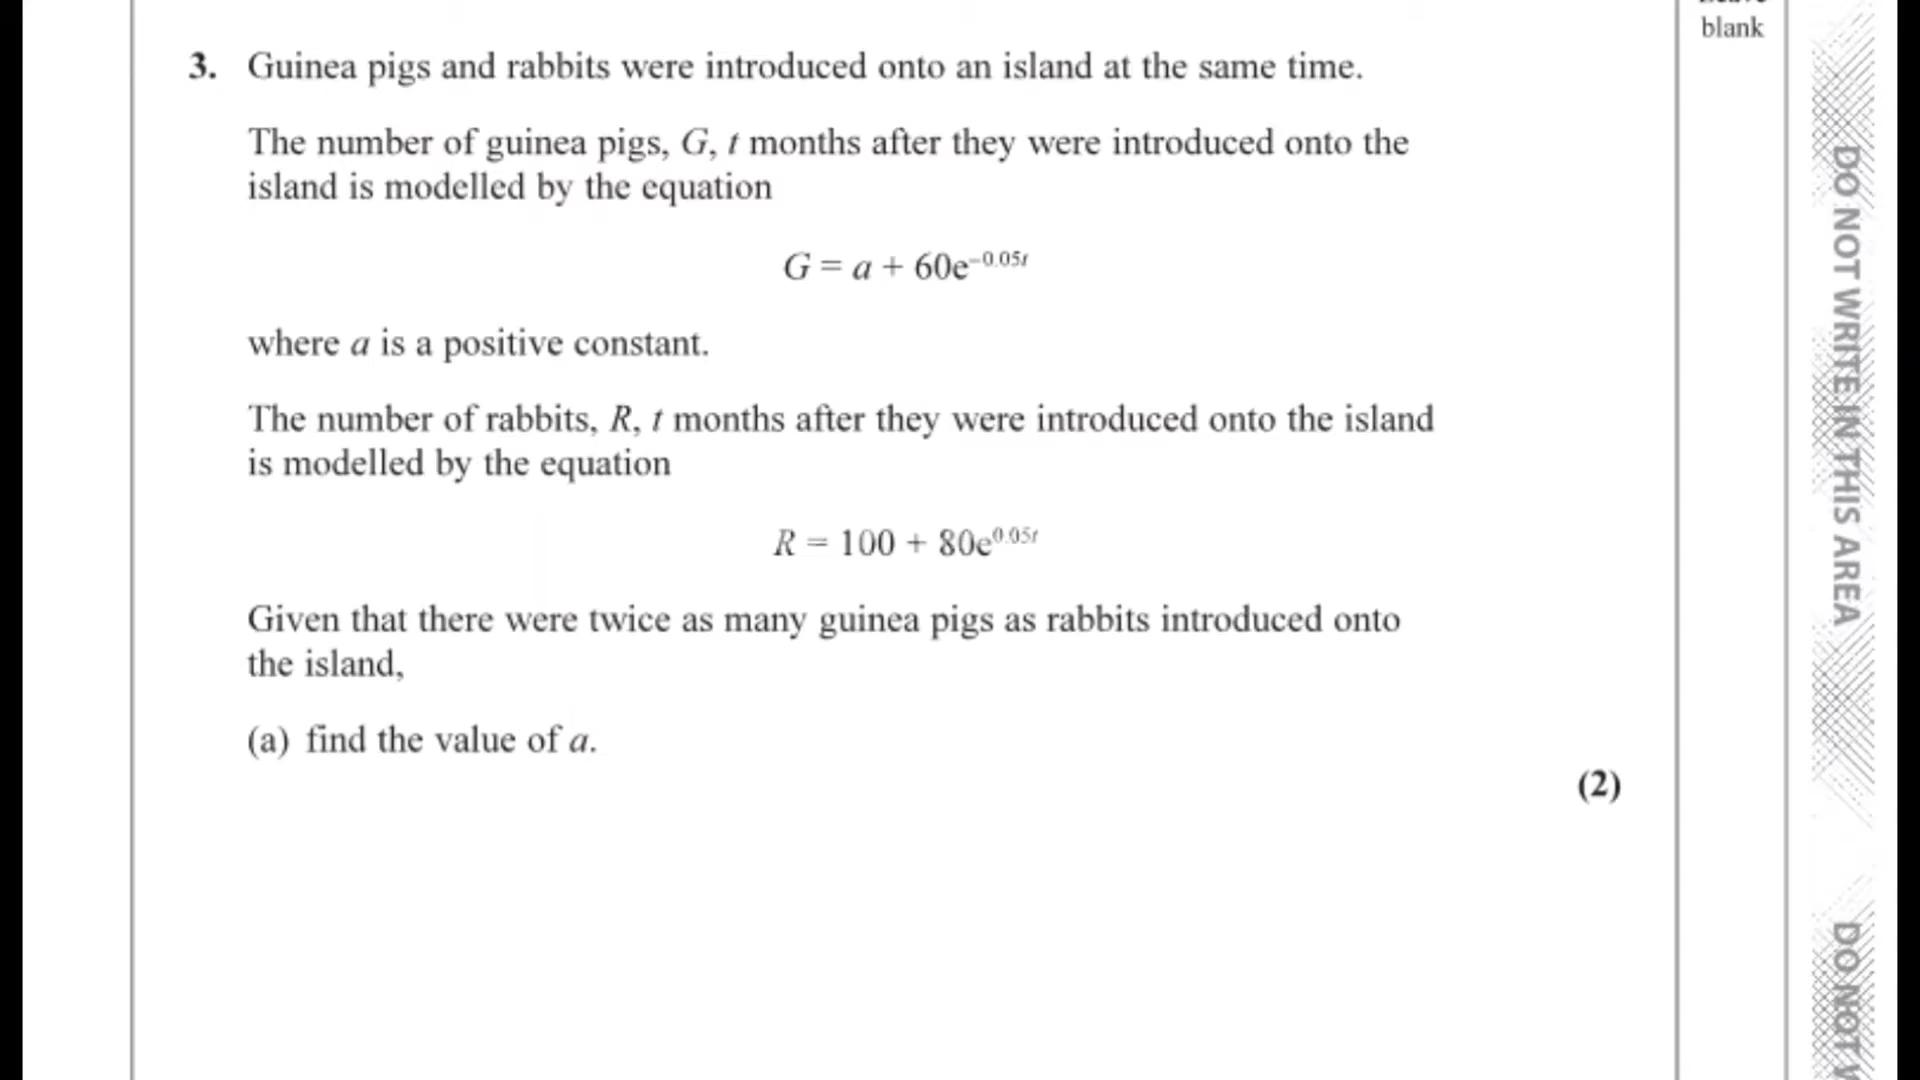 blank
3. Guinea pigs and rabbits were introduced onto an island at the same time.
The number of guinea pigs, G, t months after they were introduced onto the
island is modelled by the equation
G = a + 60e^{-0.05t}
where a is a positive constant.
The number of rabbits, R, t months after they were introduced onto the island
is modelled by the equation
R = 100 + 80e^{0.05t}
Given that there were twice as many guinea pigs as rabbits introduced onto
the island,
(a) find the value of a.
(2)
DO NOT WRITE IN THIS AREA
DO NOT